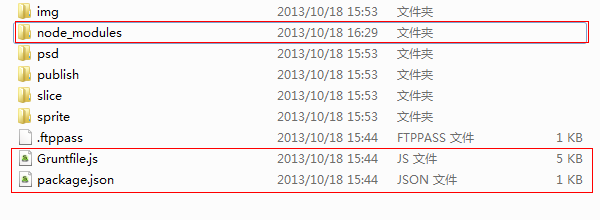 img 2013/10/18 15:53 文件夹
node_modules 2013/10/18 16:29 文件夹
psd 2013/10/18 15:53 文件夹
publish 2013/10/18 15:53 文件夹
slice 2013/10/18 15:53 文件夹
sprite 2013/10/18 15:53 文件夹
.ftppass 2013/10/18 15:44 FTPPASS 文件 1 KB
Gruntfile.js 2013/10/18 15:44 JS 文件 5 KB
package.json 2013/10/18 15:44 JSON 文件 1 KB